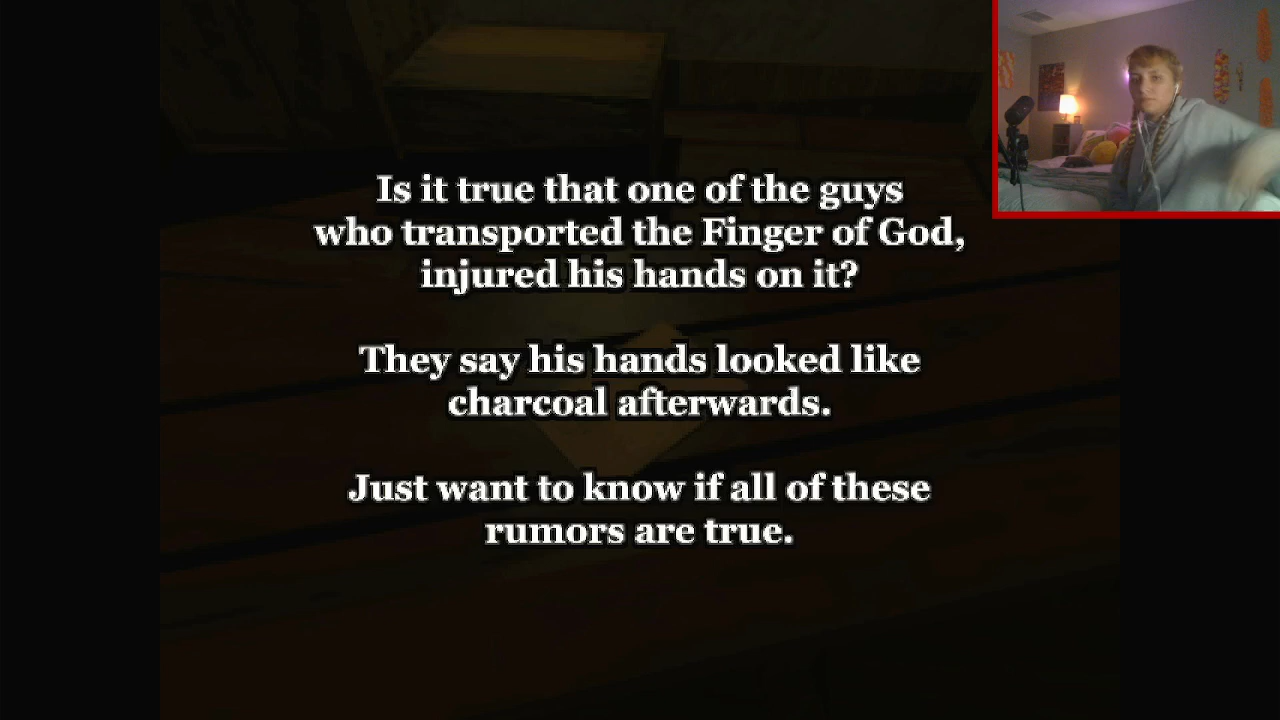 Is it true that one of the guys
who transported the Finger of God,
injured his hands on it?
They say his hands looked like
charcoal afterwards.
Just want to know if all of these
rumors are true.